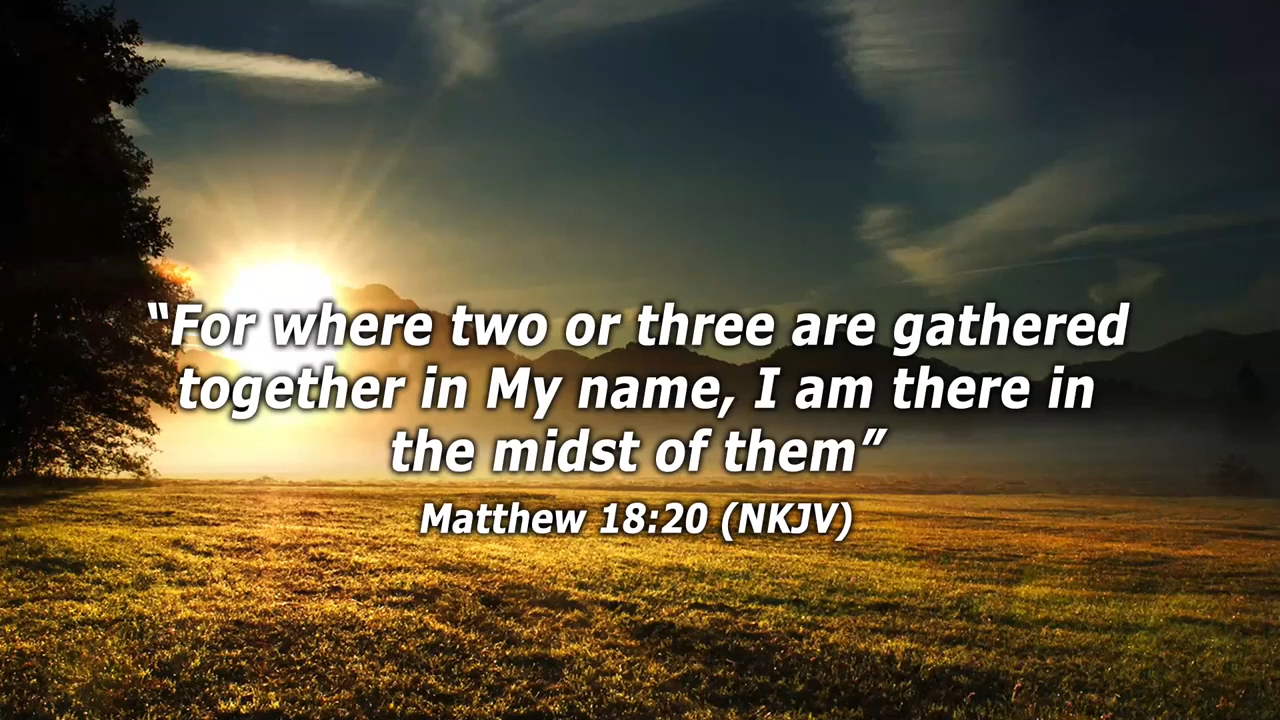 “For where two or three are gathered
together in My name, I am there in
the midst of them”
Matthew 18:20 (NKJV)